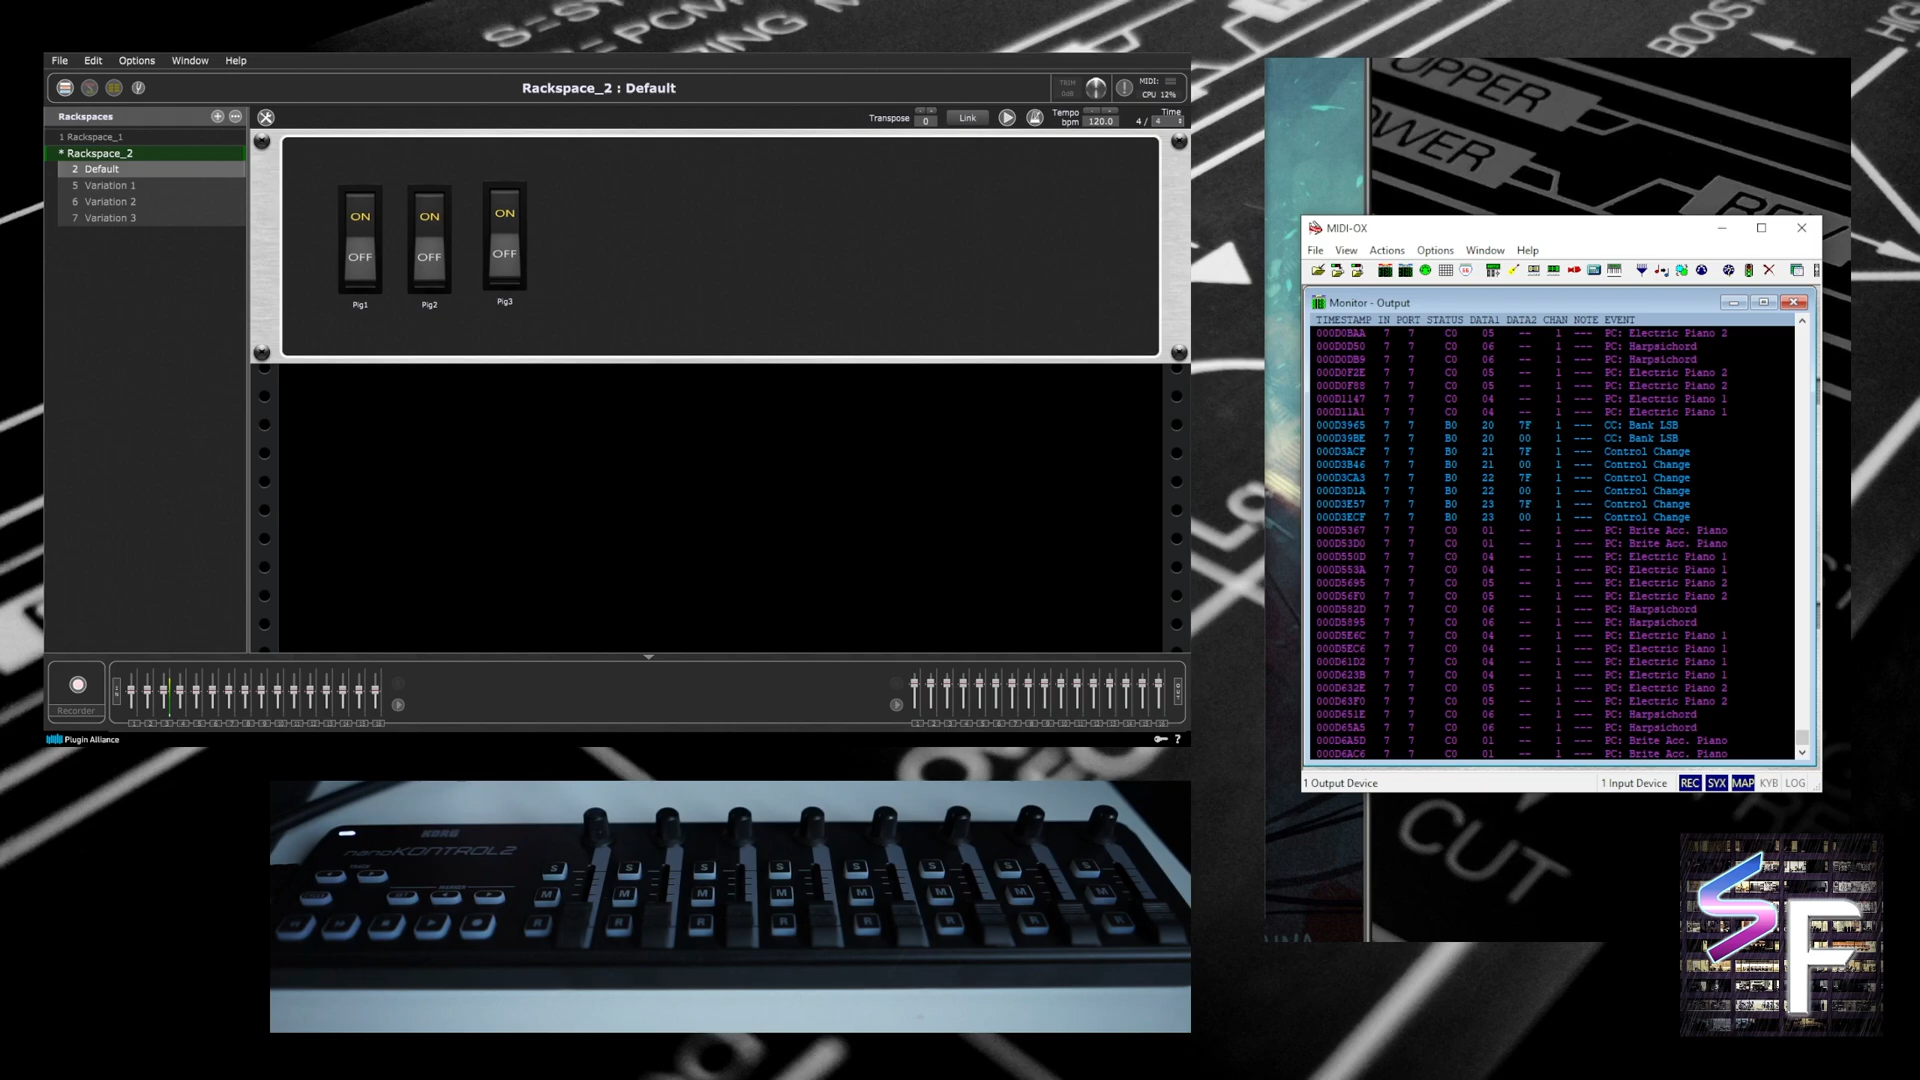 S=S
=PCM
RING
BOOST
HIG
UPPER
OWER
CUT
File Edit Options Window Help
Rackspace_2 : Default
TRIM
0dB
MIDI:
CPU 12%
Rackspaces
Transpose 0 Link Tempo bpm 120.0 Time 4 / 4
1 Rackspace_1
* Rackspace_2
2 Default
5 Variation 1
6 Variation 2
7 Variation 3
ON ON ON
OFF OFF OFF
Pig1 Pig2 Pig3
Recorder
Plugin Alliance
?
KORG
nanoKONTROL2
S S S S S S S S
M M M M M M M M
R R R R R R R R
MIDI-OX
File View Actions Options Window Help
Monitor - Output
TIMESTAMP IN PORT STATUS DATA1 DATA2 CHAN NOTE EVENT
000D0BAA 7 7 C0 05 -- 1 --- PC: Electric Piano 2
000D0D50 7 7 C0 06 -- 1 --- PC: Harpsichord
000D0DB9 7 7 C0 06 -- 1 --- PC: Harpsichord
000D0F2E 7 7 C0 05 -- 1 --- PC: Electric Piano 2
000D0F88 7 7 C0 05 -- 1 --- PC: Electric Piano 2
000D1147 7 7 C0 04 -- 1 --- PC: Electric Piano 1
000D11A1 7 7 C0 04 -- 1 --- PC: Electric Piano 1
000D3965 7 7 B0 20 7F 1 --- CC: Bank LSB
000D39BE 7 7 B0 20 00 1 --- CC: Bank LSB
000D3ACF 7 7 B0 21 7F 1 --- Control Change
000D3B46 7 7 B0 21 00 1 --- Control Change
000D3CA3 7 7 B0 22 7F 1 --- Control Change
000D3D1A 7 7 B0 22 00 1 --- Control Change
000D3E57 7 7 B0 23 7F 1 --- Control Change
000D3ECF 7 7 B0 23 00 1 --- Control Change
000D5367 7 7 C0 01 -- 1 --- PC: Brite Acc. Piano
000D53D0 7 7 C0 01 -- 1 --- PC: Brite Acc. Piano
000D550D 7 7 C0 04 -- 1 --- PC: Electric Piano 1
000D553A 7 7 C0 04 -- 1 --- PC: Electric Piano 1
000D5695 7 7 C0 05 -- 1 --- PC: Electric Piano 2
000D56F0 7 7 C0 05 -- 1 --- PC: Electric Piano 2
000D582D 7 7 C0 06 -- 1 --- PC: Harpsichord
000D5895 7 7 C0 06 -- 1 --- PC: Harpsichord
000D5E6C 7 7 C0 04 -- 1 --- PC: Electric Piano 1
000D5EC6 7 7 C0 04 -- 1 --- PC: Electric Piano 1
000D61D2 7 7 C0 04 -- 1 --- PC: Electric Piano 1
000D623B 7 7 C0 04 -- 1 --- PC: Electric Piano 1
000D632E 7 7 C0 05 -- 1 --- PC: Electric Piano 2
000D63F0 7 7 C0 05 -- 1 --- PC: Electric Piano 2
000D651E 7 7 C0 06 -- 1 --- PC: Harpsichord
000D65A5 7 7 C0 06 -- 1 --- PC: Harpsichord
000D6A5D 7 7 C0 01 -- 1 --- PC: Brite Acc. Piano
000D6AC6 7 7 C0 01 -- 1 --- PC: Brite Acc. Piano
1 Output Device 1 Input Device REC SYX MAP KYB LOG
SF